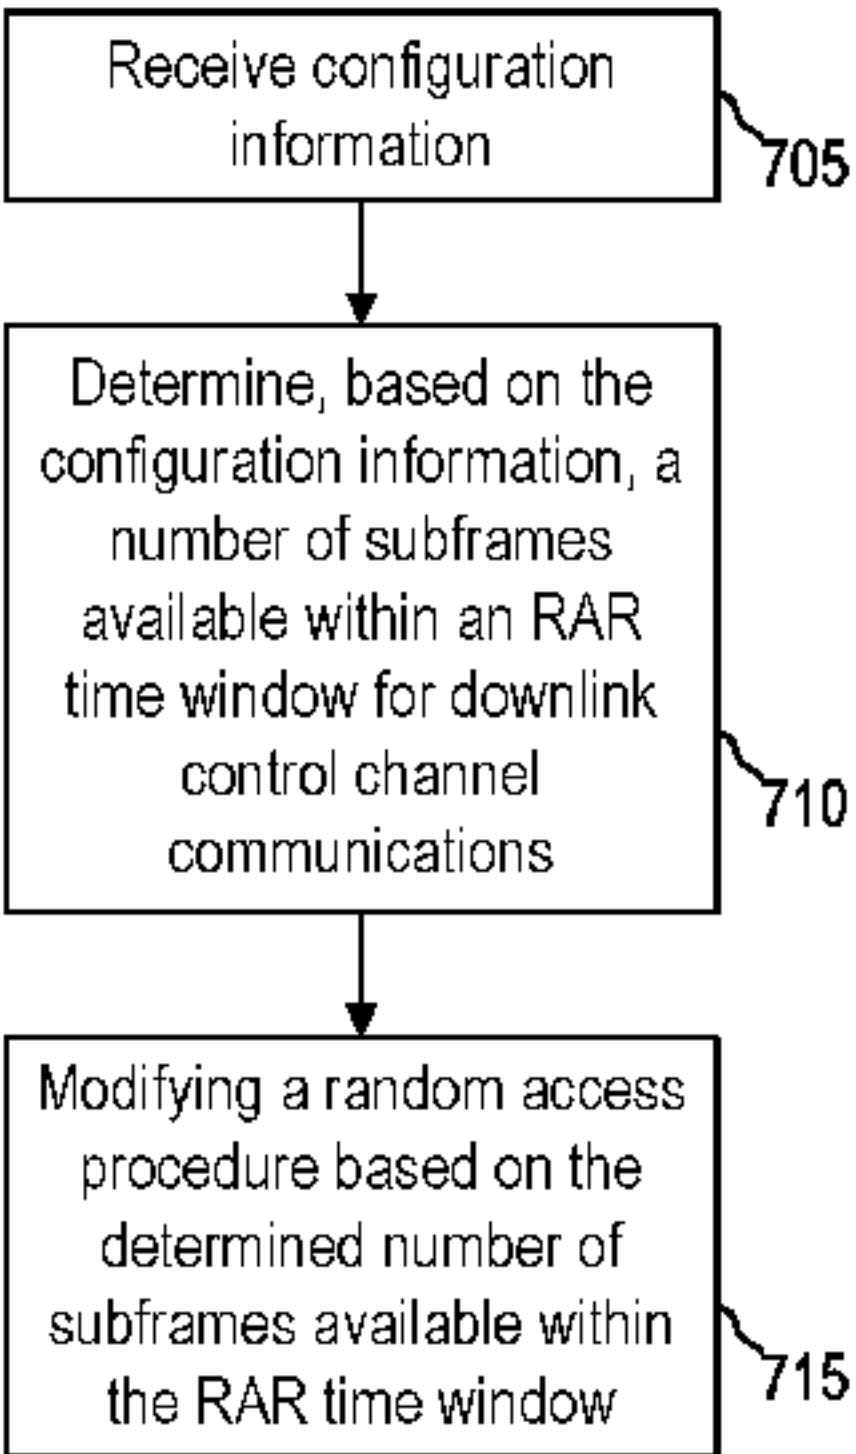 Receive configuration
information
705
Determine, based on the
configuration information, a
number of subframes
available within an RAR
time window for downlink
control channel
communications
710
Modifying a random access
procedure based on the
determined number of
subframes available within
the RAR time window
715